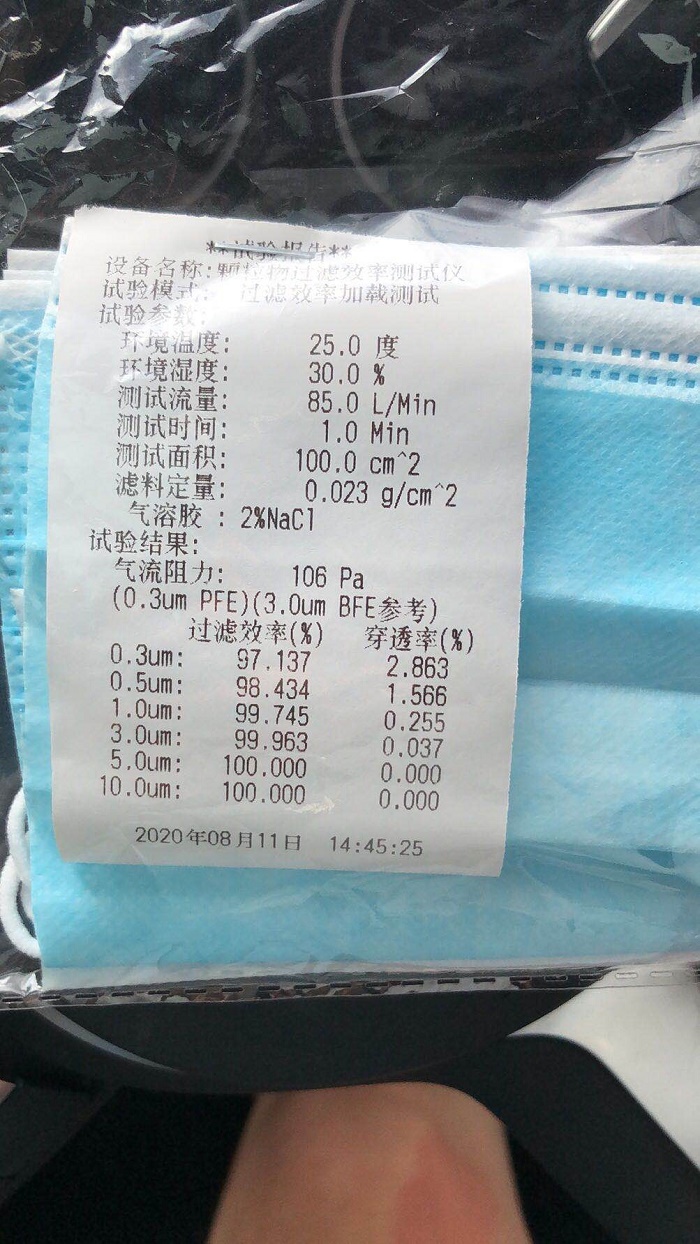 **试验报告**
设备名称:颗粒物过滤效率测试仪
试验模式: 过滤效率加载测试
试验参数:
环境温度: 25.0 度
环境湿度: 30.0 %
测试流量: 85.0 L/Min
测试时间: 1.0 Min
测试面积: 100.0 cm^2
滤料定量: 0.023 g/cm^2
气溶胶 : 2%NaCl
试验结果:
气流阻力: 106 Pa
(0.3um PFE)(3.0um BFE参考)
过滤效率(%) 穿透率(%)
0.3um: 97.137 2.863
0.5um: 98.434 1.566
1.0um: 99.745 0.255
3.0um: 99.963 0.037
5.0um: 100.000 0.000
10.0um: 100.000 0.000
2020年08月11日 14:45:25